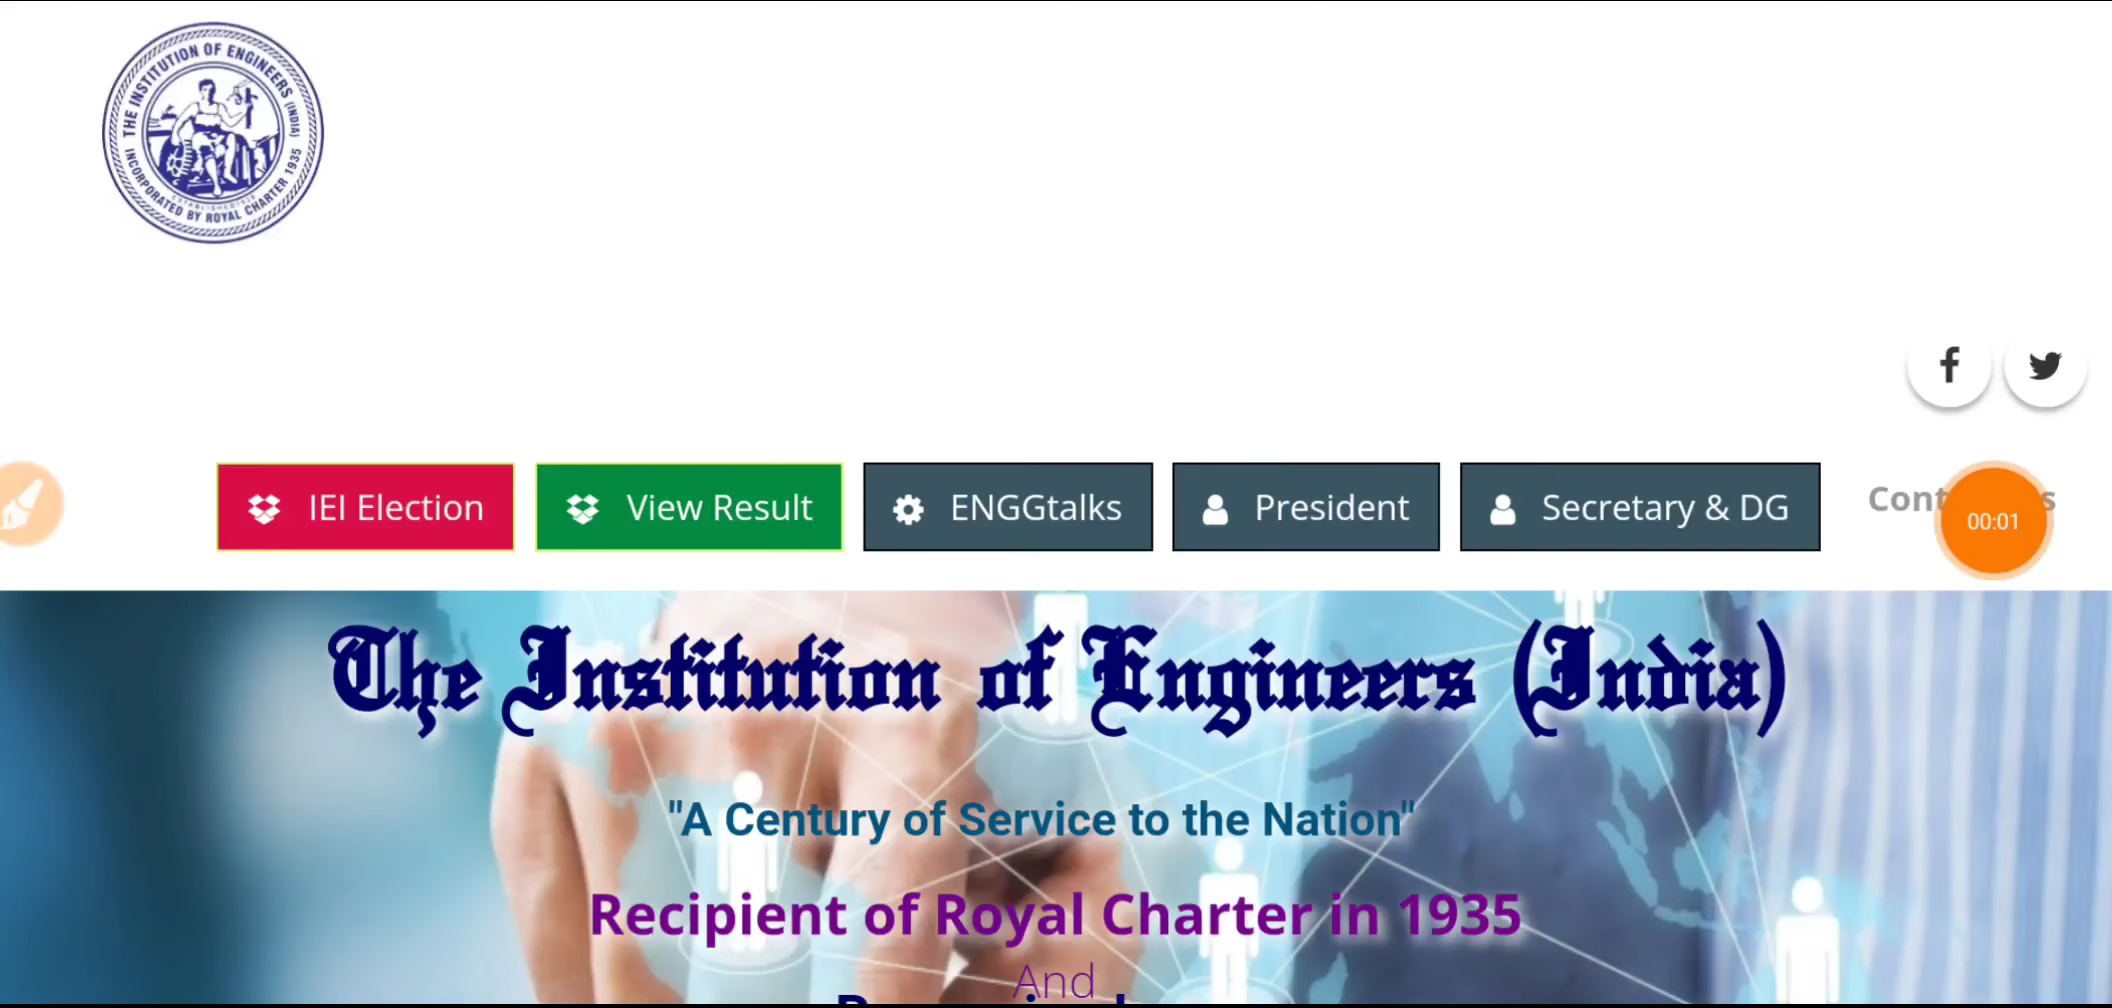 THE INSTITUTION OF ENGINEERS (INDIA)
INCORPORATED BY ROYAL CHARTER 1935
IEI Election
View Result
ENGGtalks
President
Secretary & DG
00:01
The Institution of Engineers (India)
"A Century of Service to the Nation"
Recipient of Royal Charter in 1935
And